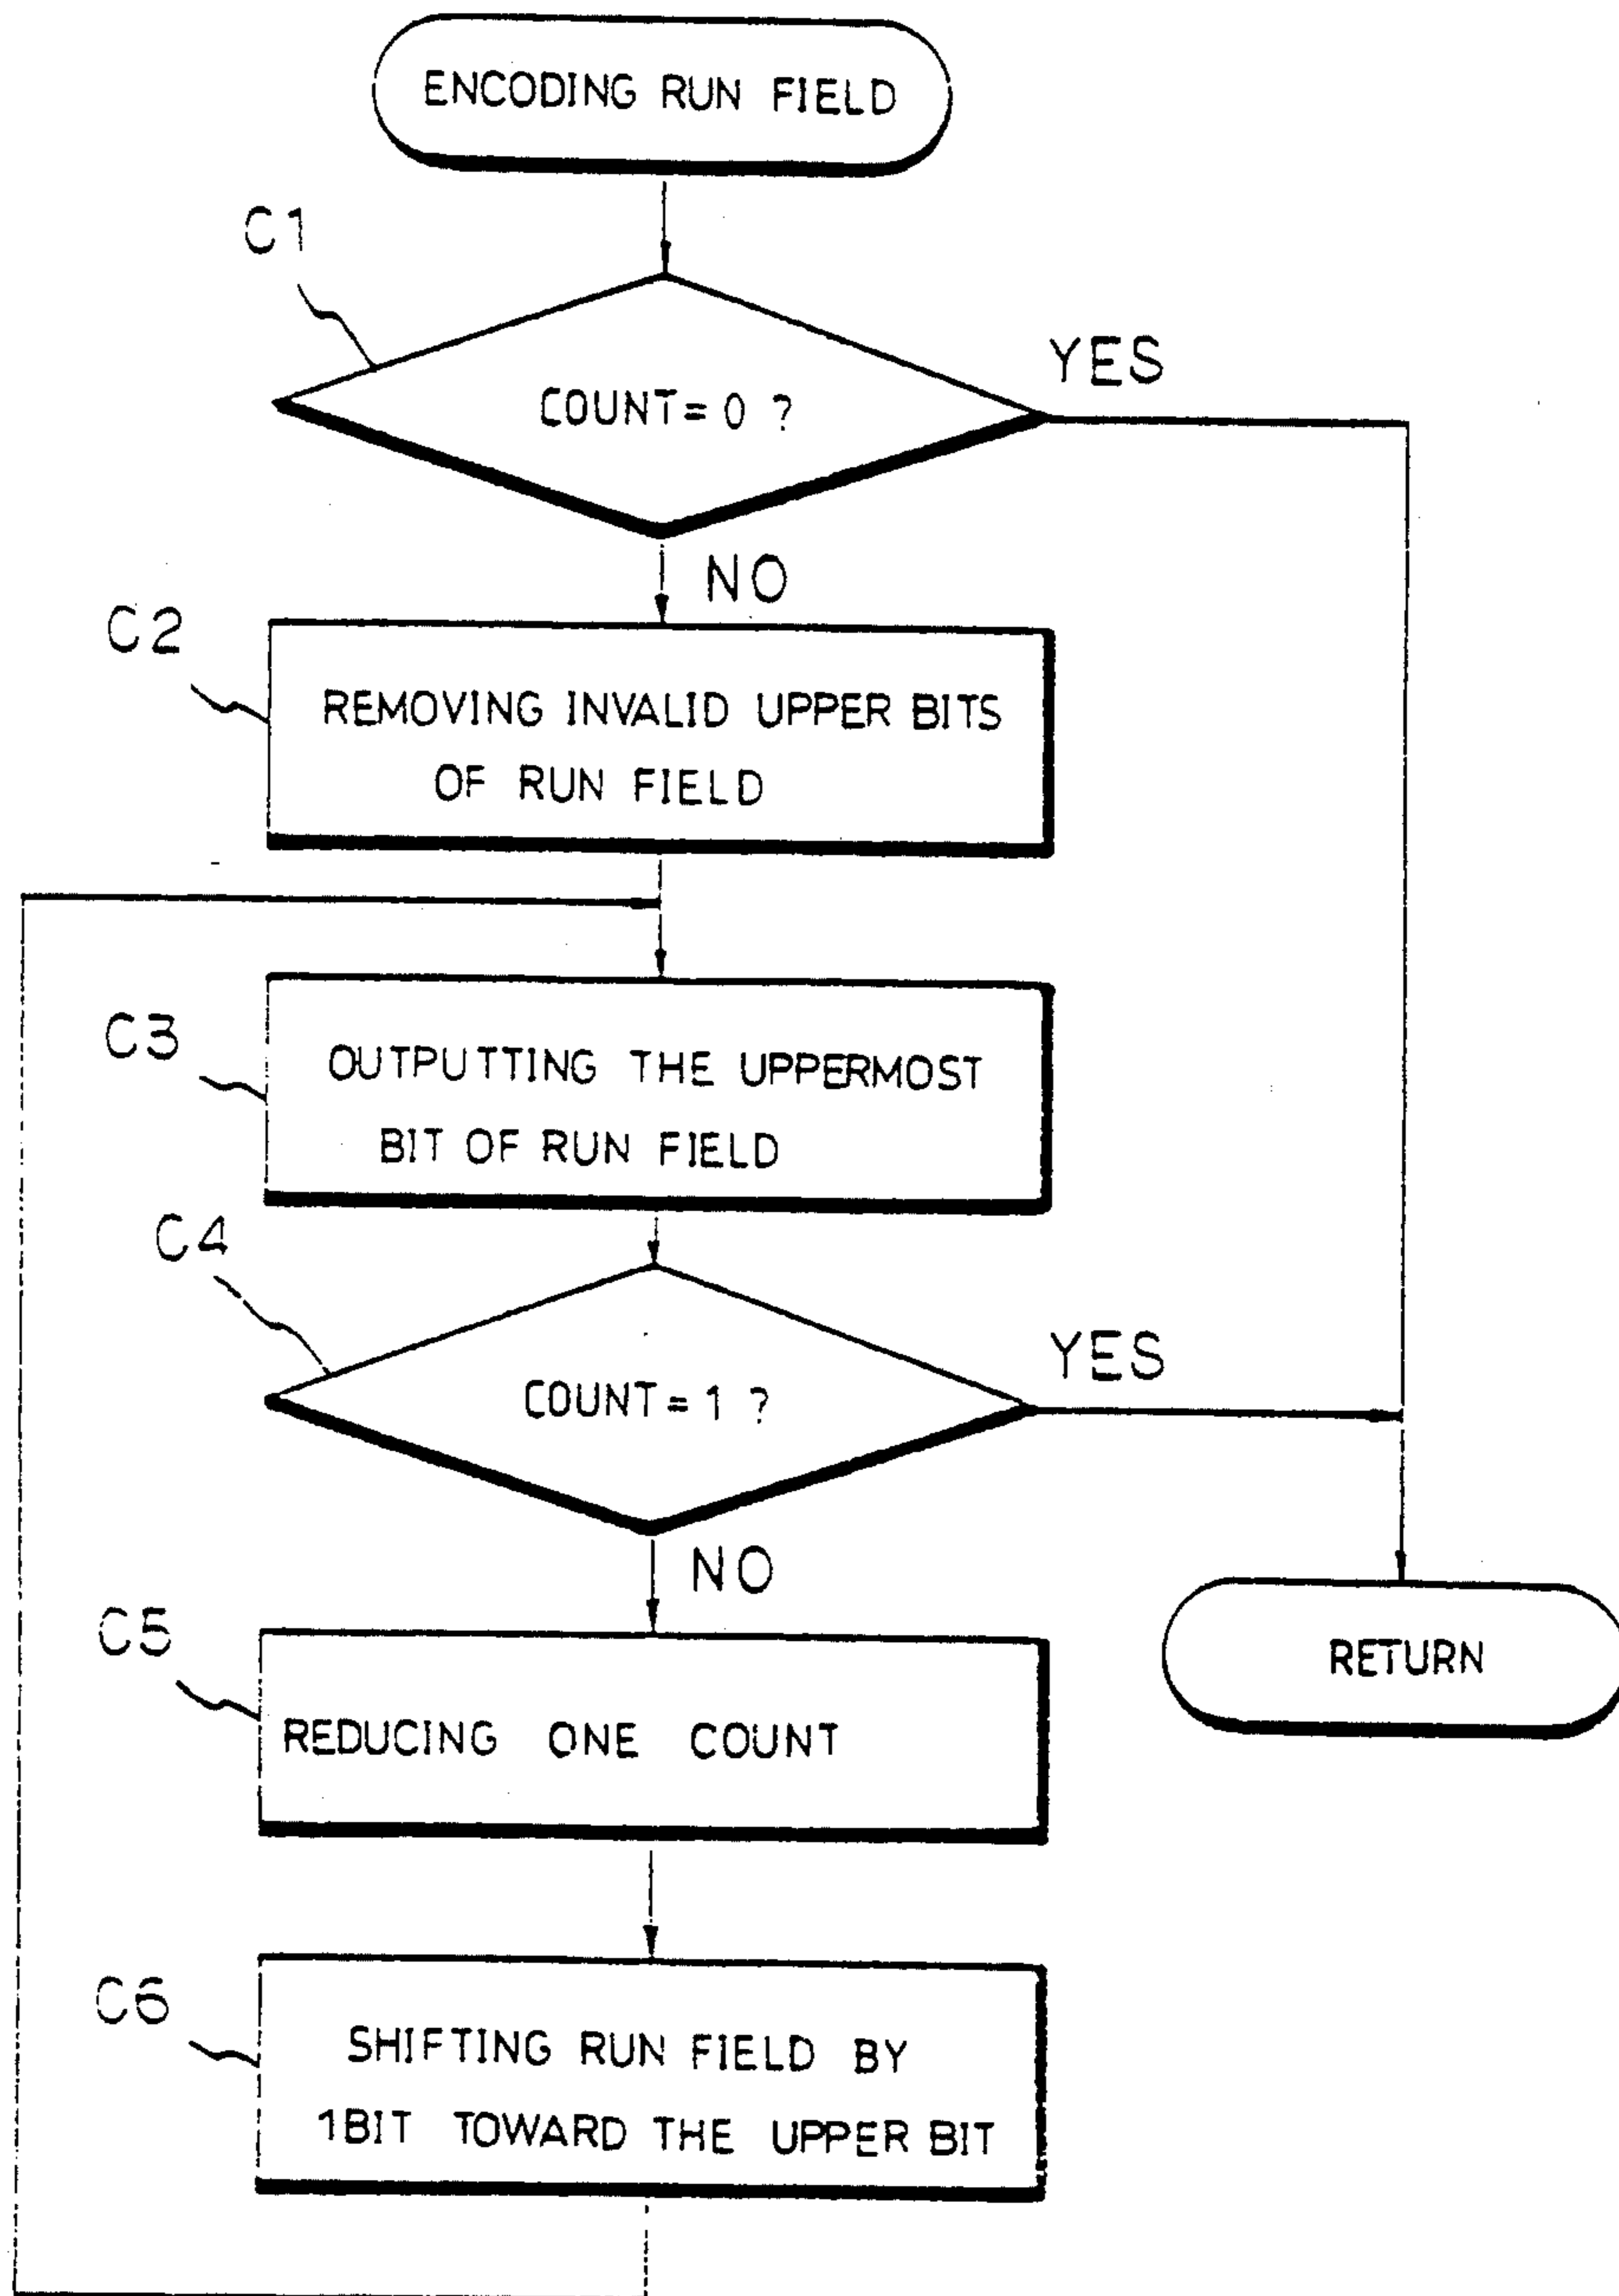 ENCODING RUN FIELD
C1
YES
COUNT = 0 ?
NO
C2
REMOVING INVALID UPPER BITS
OF RUN FIELD
C3
OUTPUTTING THE UPPERMOST
BIT OF RUN FIELD
C4
YES
COUNT = 1 ?
NO
C5
RETURN
REDUCING ONE COUNT
C6
SHIFTING RUN FIELD BY
1BIT TOWARD THE UPPER BIT